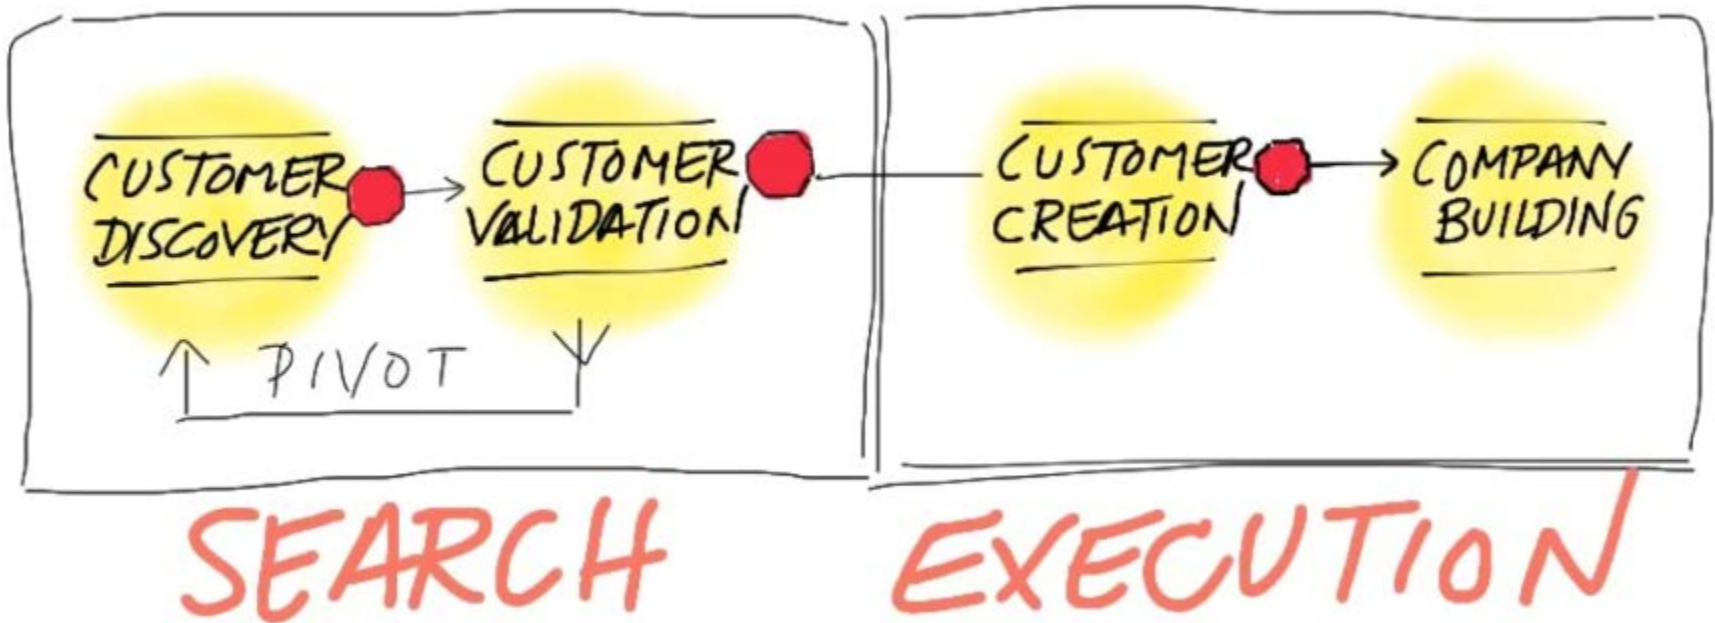 CUSTOMER
DISCOVERY
CUSTOMER
VALIDATION
PIVOT
CUSTOMER
CREATION
COMPANY
BUILDING
SEARCH
EXECUTION